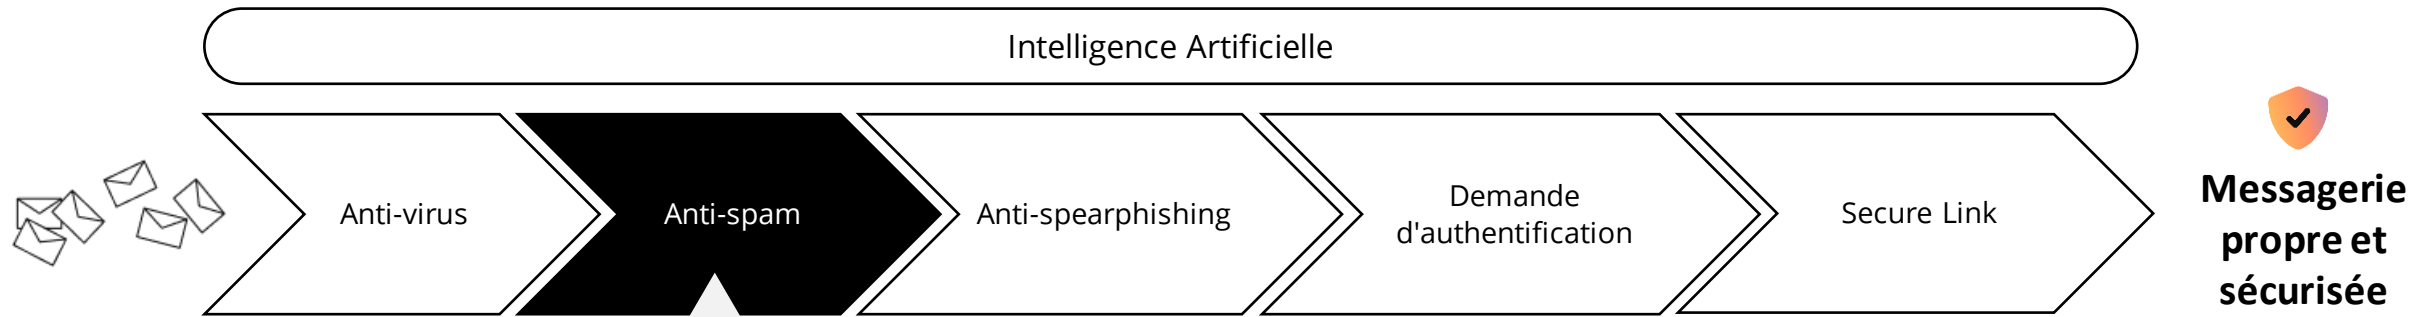 Intelligence Artificielle
Anti-virus
Anti-spam
Anti-spearphishing
Demande
d'authentification
Secure Link
Messagerie
propre et
sécurisée